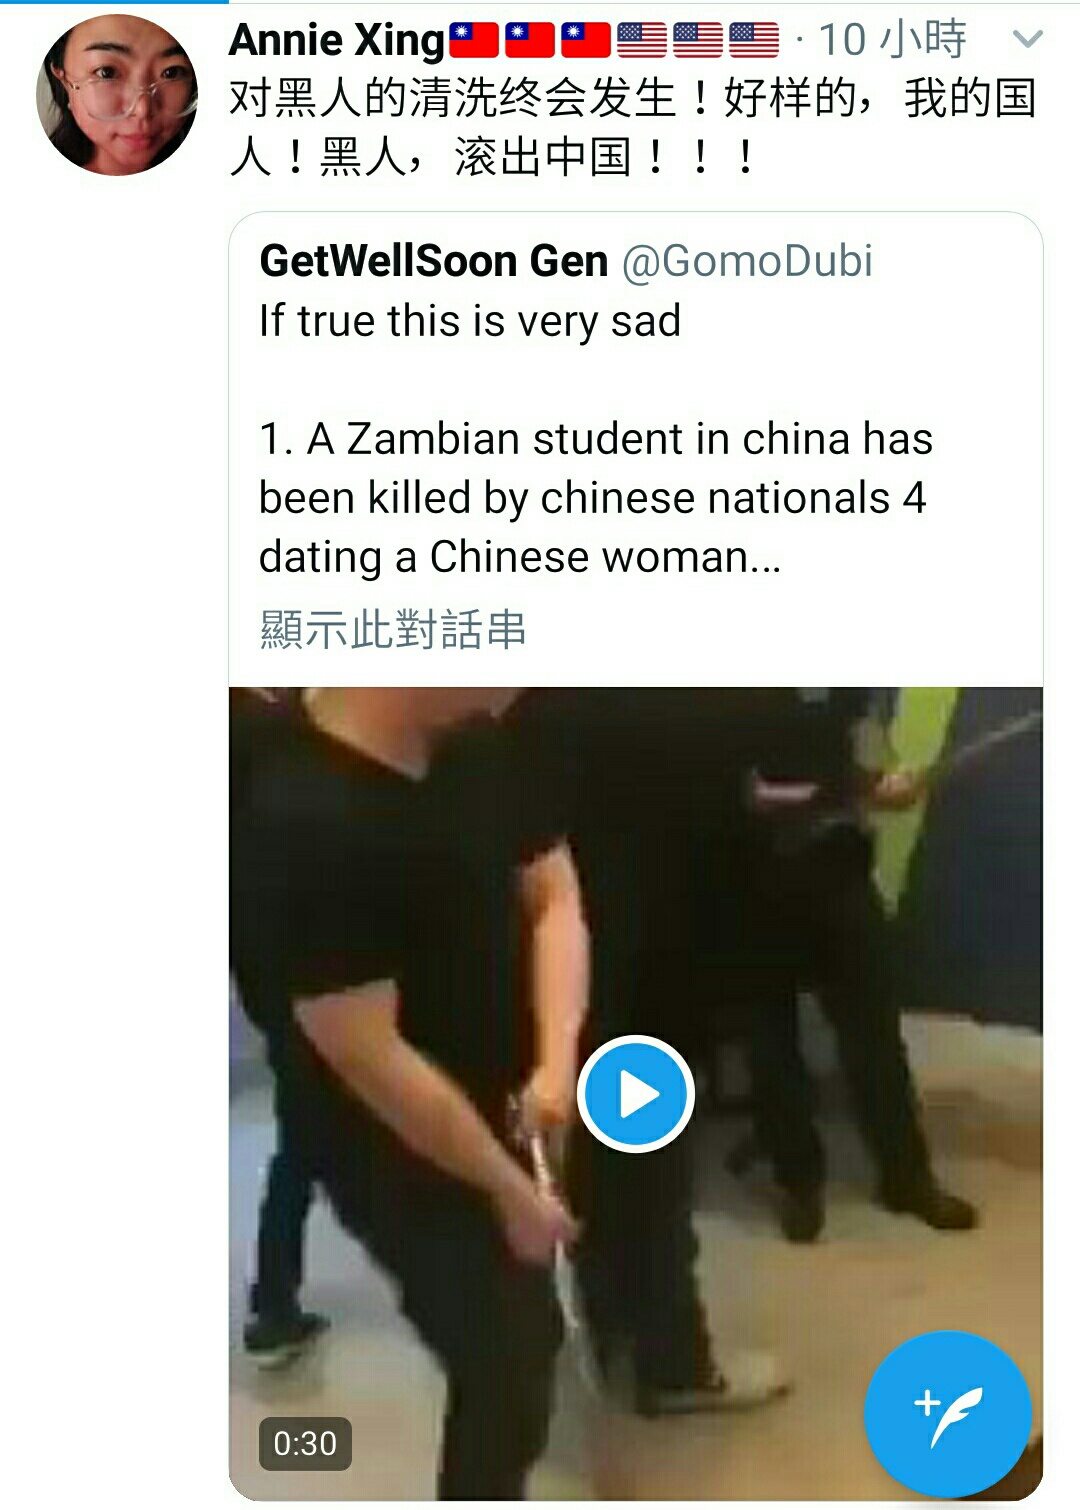 Annie Xing🇹🇼🇹🇼🇹🇼🇺🇸🇺🇸🇺🇸 · 10 小時
对黑人的清洗终会发生！好样的，我的国
人！黑人，滚出中国！！！
GetWellSoon Gen @GomoDubi
If true this is very sad
1. A Zambian student in china has
been killed by chinese nationals 4
dating a Chinese woman...
顯示此對話串
0:30